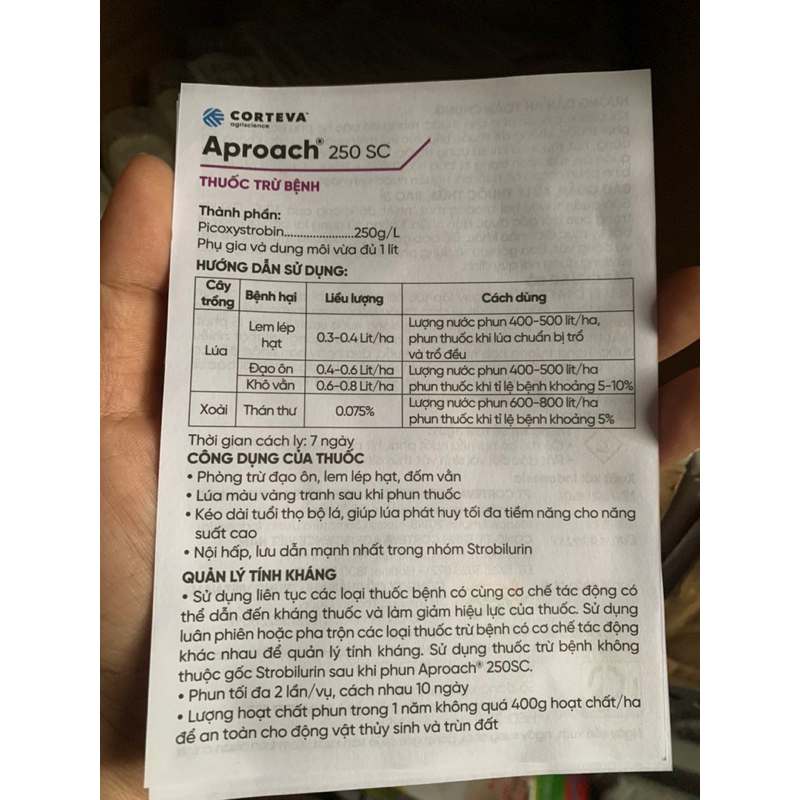 CORTEVA™
agriscience
Aproach® 250 SC
THUỐC TRỪ BỆNH
Thành phần:
Picoxystrobin.....................250g/L
Phụ gia và dung môi vừa đủ 1 lít
HƯỚNG DẪN SỬ DỤNG:
Cây trồng Bệnh hại Liều lượng Cách dùng
Lúa
Lem lép hạt 0.3-0.4 Lít/ha
Lượng nước phun 400-500 lít/ha,
phun thuốc khi lúa chuẩn bị trổ
và trổ đều
Đạo ôn 0.4-0.6 Lít/ha Lượng nước phun 400-500 lít/ha
Khô vằn 0.6-0.8 Lít/ha phun thuốc khi tỉ lệ bệnh khoảng 5-10%
Xoài Thán thư 0.075%
Lượng nước phun 600-800 lít/ha
phun thuốc khi tỉ lệ bệnh khoảng 5%
Thời gian cách ly: 7 ngày
CÔNG DỤNG CỦA THUỐC
• Phòng trừ đạo ôn, lem lép hạt, đốm vằn
• Lúa màu vàng tranh sau khi phun thuốc
• Kéo dài tuổi thọ bộ lá, giúp lúa phát huy tối đa tiềm năng cho năng
suất cao
• Nội hấp, lưu dẫn mạnh nhất trong nhóm Strobilurin
QUẢN LÝ TÍNH KHÁNG
• Sử dụng liên tục các loại thuốc bệnh có cùng cơ chế tác động có
thể dẫn đến kháng thuốc và làm giảm hiệu lực của thuốc. Sử dụng
luân phiên hoặc pha trộn các loại thuốc trừ bệnh có cơ chế tác động
khác nhau để quản lý tính kháng. Sử dụng thuốc trừ bệnh không
thuộc gốc Strobilurin sau khi phun Aproach® 250SC.
• Phun tối đa 2 lần/vụ, cách nhau 10 ngày
• Lượng hoạt chất phun trong 1 năm không quá 400g hoạt chất/ha
để an toàn cho động vật thủy sinh và trùn đất